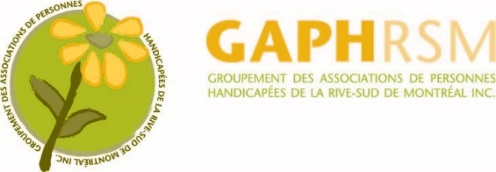 GROUPEMENT DES ASSOCIATIONS DE PERSONNES HANDICAPÉES DE LA RIVE-SUD DE MONTRÉAL INC.
GAPHRSM
GROUPEMENT DES ASSOCIATIONS DE PERSONNES
HANDICAPÉES DE LA RIVE-SUD DE MONTRÉAL INC.